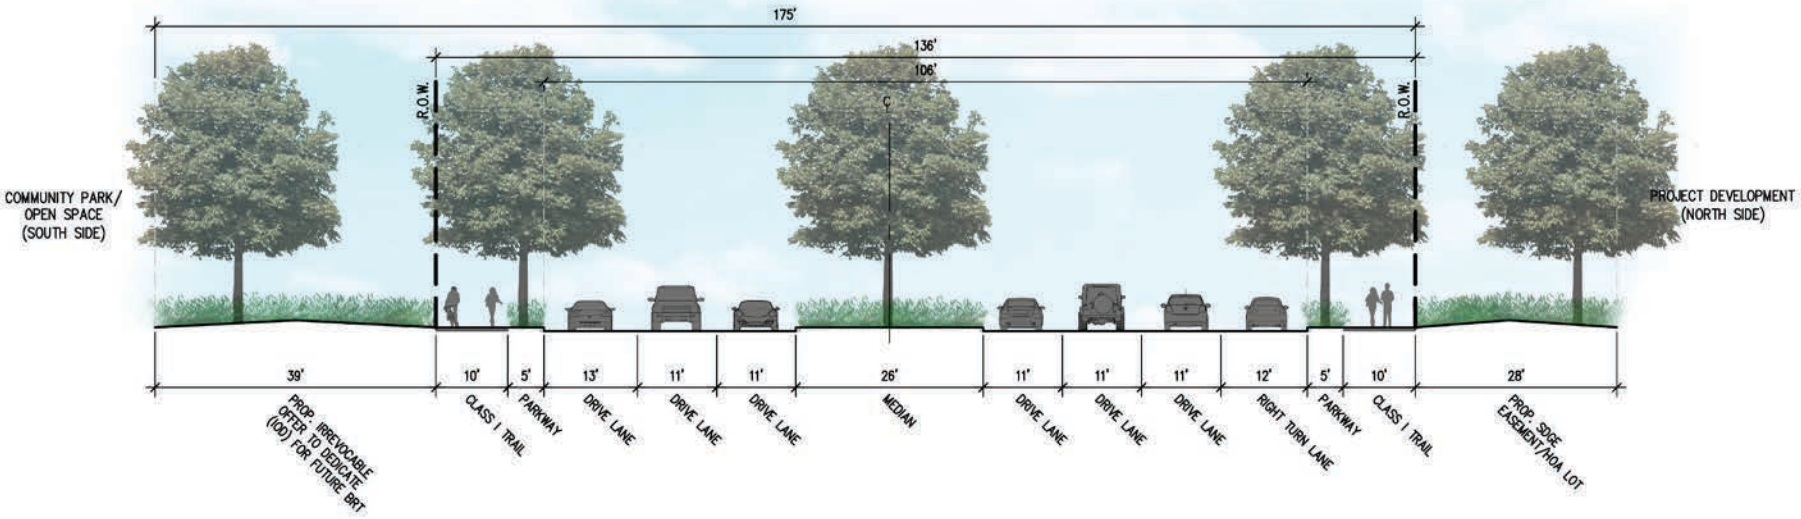 175'
136'
106'
C
R.O.W.
R.O.W.
COMMUNITY PARK/
OPEN SPACE
(SOUTH SIDE)
PROJECT DEVELOPMENT
(NORTH SIDE)
39'
10'
5'
13'
11'
11'
26'
11'
11'
11'
12'
5'
10'
28'
PROP. IRREVOCABLE
OFFER TO DEDICATE
(IOD) FOR FUTURE BRT
CLASS I TRAIL
PARKWAY
DRIVE LANE
DRIVE LANE
DRIVE LANE
MEDIAN
DRIVE LANE
DRIVE LANE
DRIVE LANE
RIGHT TURN LANE
PARKWAY
CLASS I TRAIL
PROP. SDGE
EASEMENT/HOA LOT